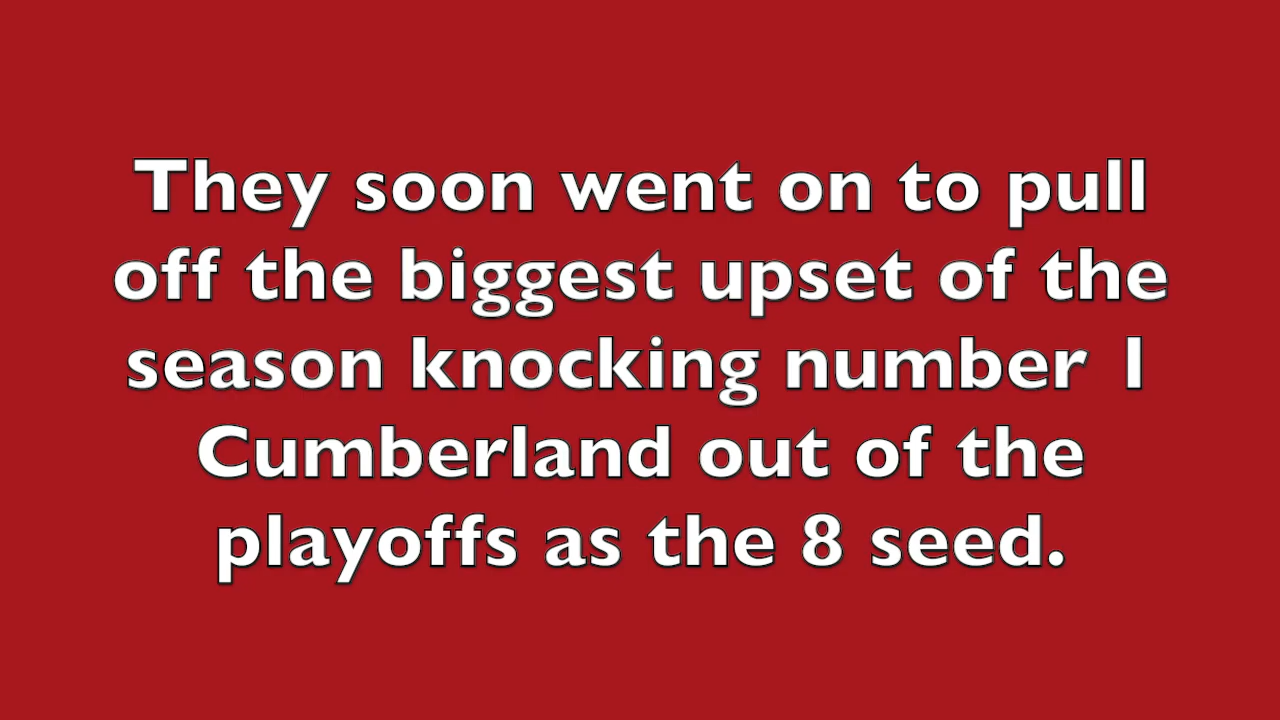 They soon went on to pull
off the biggest upset of the
season knocking number 1
Cumberland out of the
playoffs as the 8 seed.